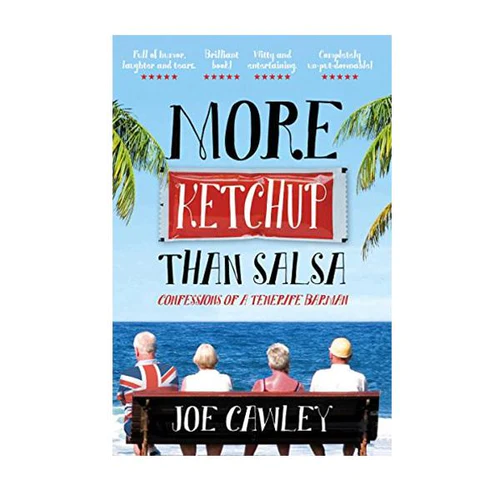 Full of humor, Brilliant Witty and Completely
laughter and tears. book! entertaining. un-put-downable!
★★★★★ ★★★★★ ★★★★★ ★★★★★
MORE
KETCHUP
THAN SALSA
CONFESSIONS OF A TENERIFE BARMAN
JOE CAWLEY